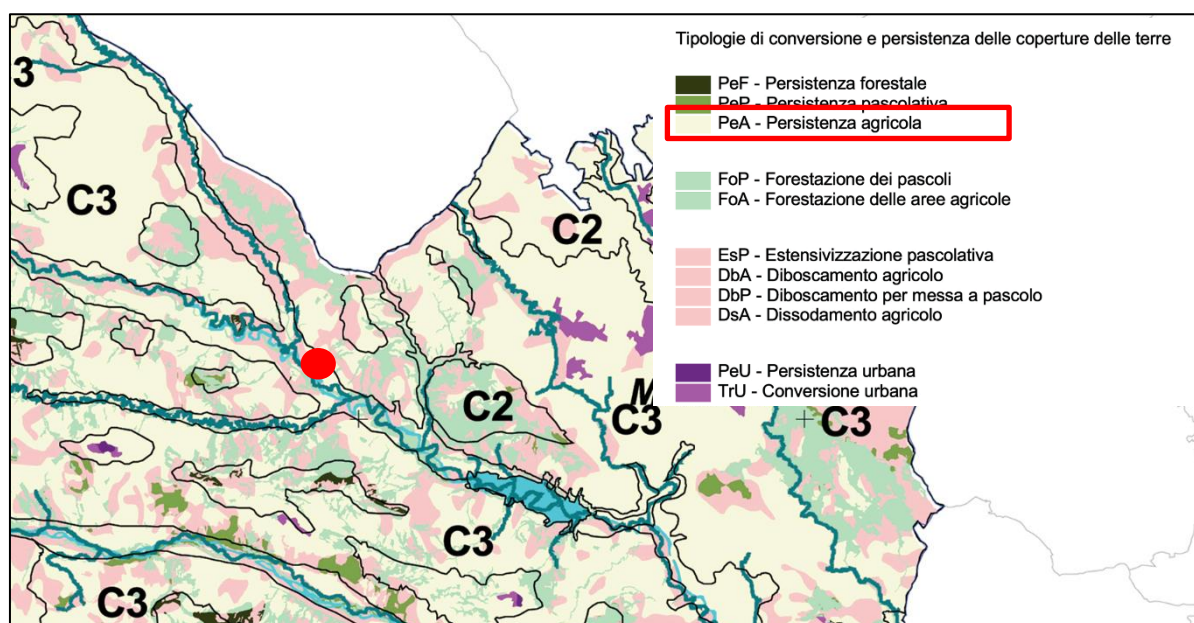 Tipologie di conversione e persistenza delle coperture delle terre
PeF - Persistenza forestale
PeP - Persistenza pascolativa
PeA - Persistenza agricola
FoP - Forestazione dei pascoli
FoA - Forestazione delle aree agricole
EsP - Estensivizzazione pascolativa
DbA - Diboscamento agricolo
DbP - Diboscamento per messa a pascolo
DsA - Dissodamento agricolo
PeU - Persistenza urbana
TrU - Conversione urbana
3
C3
C2
C2
M
C3
C3
C3
C3